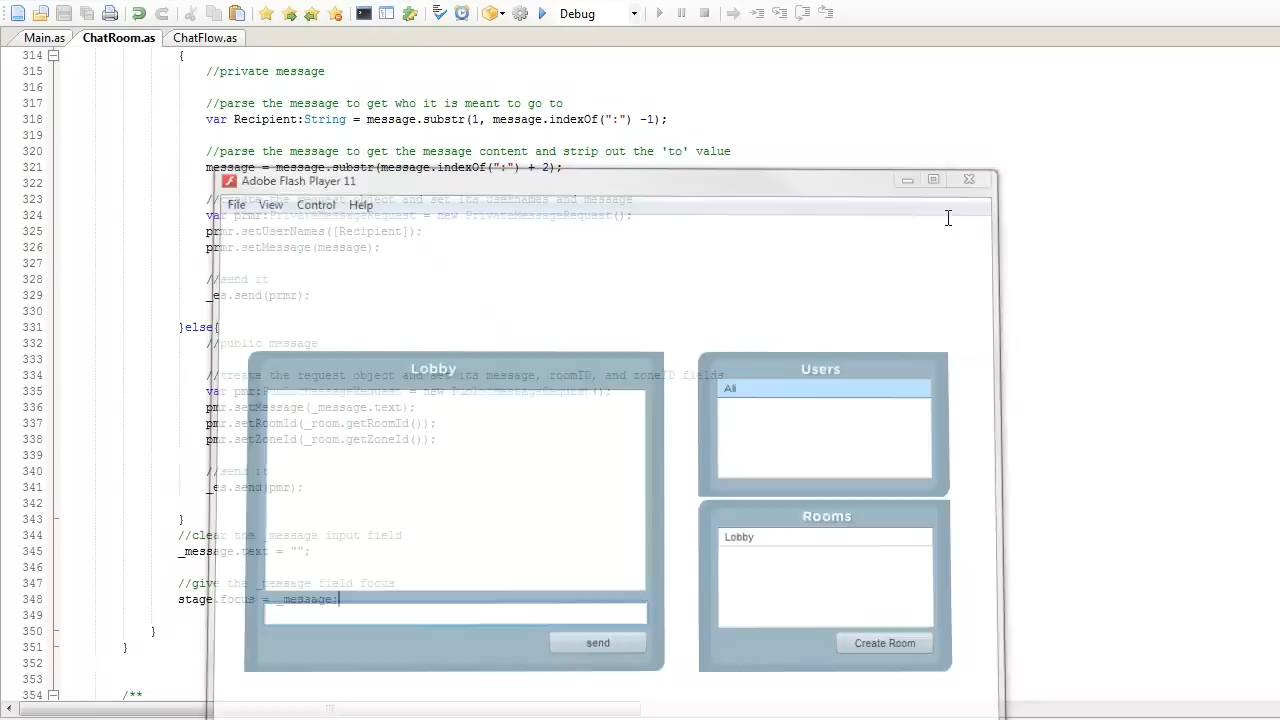 Debug
Main.as ChatRoom.as ChatFlow.as
314 {
315 //private message
316
317 //parse the message to get who it is meant to go to
318 var Recipient:String = message.substr(1, message.indexOf(":") -1);
319
320 //parse the message to get the message content and strip out the 'to' value
321 message = message.substr(message.indexOf(":") + 2);
Adobe Flash Player 11
322
323 //create the request object and set its usernames and message
File View Control Help
324 var prmr:PrivateMessageRequest = new PrivateMessageRequest();
325 prmr.setUserNames([Recipient]);
326 prmr.setMessage(message);
327
328 //send it
329 _es.send(prmr);
330
331 }else{
332 //public message
333
Lobby
Users
334 //create the request object and set its message, roomID, and zoneID fields
Ali
335 var pmr:PublicMessageRequest = new PublicMessageRequest();
336 pmr.setMessage(_message.text);
337 pmr.setRoomId(_room.getRoomId());
338 pmr.setZoneId(_room.getZoneId());
339
340 //send it
341 _es.send(pmr);
342
343 }
Rooms
344 //clear the _message input field
Lobby
345 _message.text = "";
346
347 //give the _message field focus
348 stage.focus = _message;
349
350 }
send
Create Room
351 }
352
353
354 /**